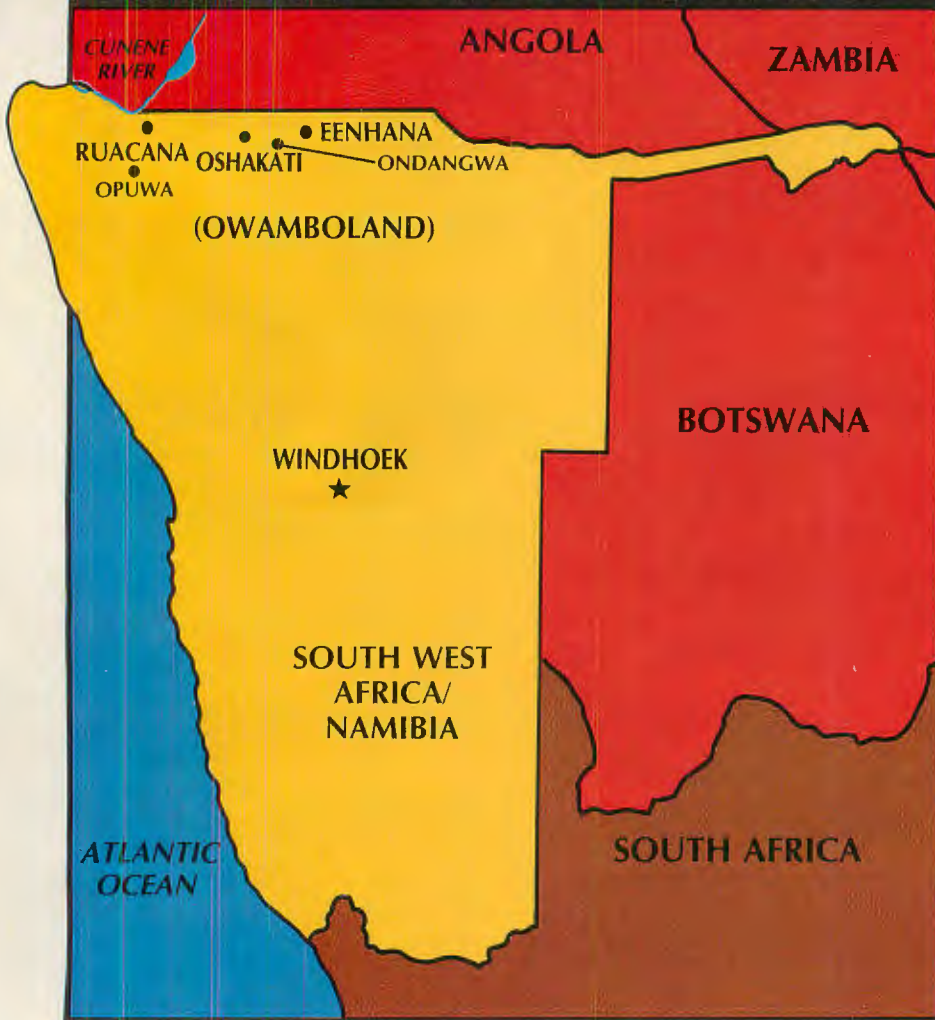 CUNENE
RIVER
ANGOLA
ZAMBIA
RUACANA
OSHAKATI
EENHANA
ONDANGWA
OPUWA
(OWAMBOLAND)
BOTSWANA
WINDHOEK
SOUTH WEST
AFRICA/
NAMIBIA
ATLANTIC
OCEAN
SOUTH AFRICA